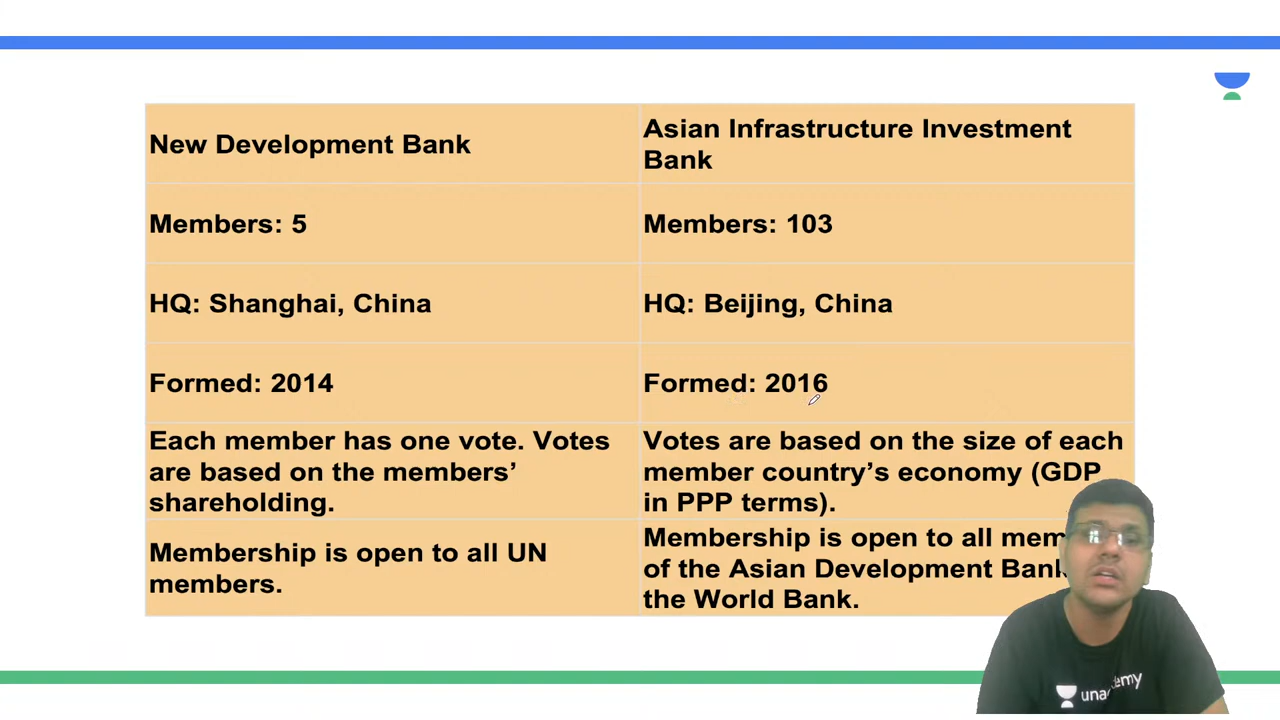 New Development Bank
Asian Infrastructure Investment
Bank
Members: 5
Members: 103
HQ: Shanghai, China
HQ: Beijing, China
Formed: 2014
Formed: 2016
Each member has one vote. Votes
are based on the members’
shareholding.
Votes are based on the size of each
member country’s economy (GDP
in PPP terms).
Membership is open to all UN
members.
Membership is open to all
of the Asian Development Bank
the World Bank.
unacademy